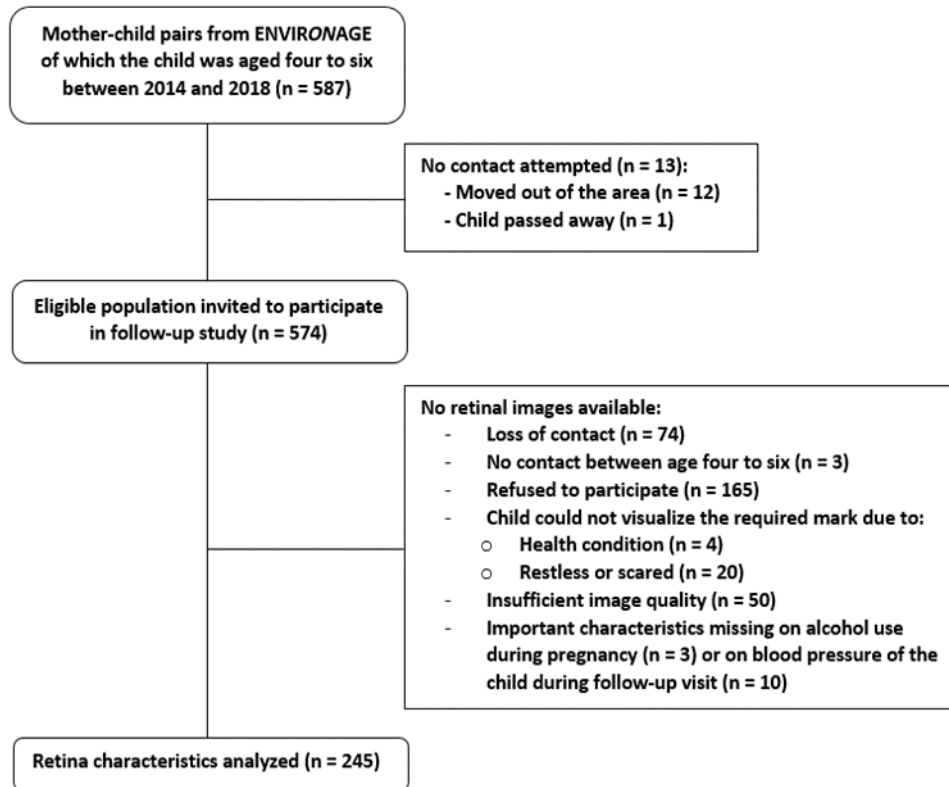 Mother-child pairs from ENVIRONAGE
of which the child was aged four to six
between 2014 and 2018 (n = 587)
No contact attempted (n = 13):
- Moved out of the area (n = 12)
- Child passed away (n = 1)
Eligible population invited to participate
in follow-up study (n = 574)
No retinal images available:
- Loss of contact (n = 74)
- No contact between age four to six (n = 3)
- Refused to participate (n = 165)
- Child could not visualize the required mark due to:
o Health condition (n = 4)
o Restless or scared (n = 20)
- Insufficient image quality (n = 50)
- Important characteristics missing on alcohol use
during pregnancy (n = 3) or on blood pressure of the
child during follow-up visit (n = 10)
Retina characteristics analyzed (n = 245)